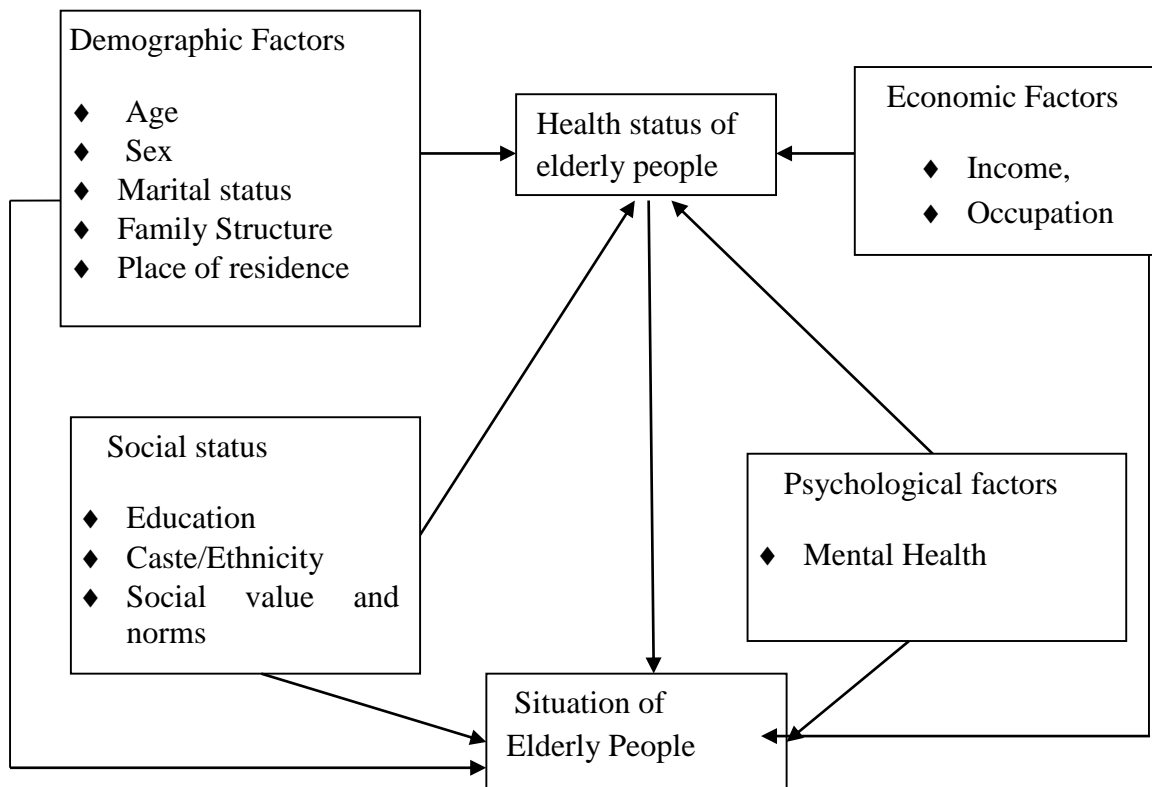 Demographic Factors
♦ Age
♦ Sex
♦ Marital status
♦ Family Structure
♦ Place of residence
Health status of
elderly people
Economic Factors
♦ Income,
♦ Occupation
Social status
♦ Education
♦ Caste/Ethnicity
♦ Social value and
norms
Psychological factors
♦ Mental Health
Situation of
Elderly People